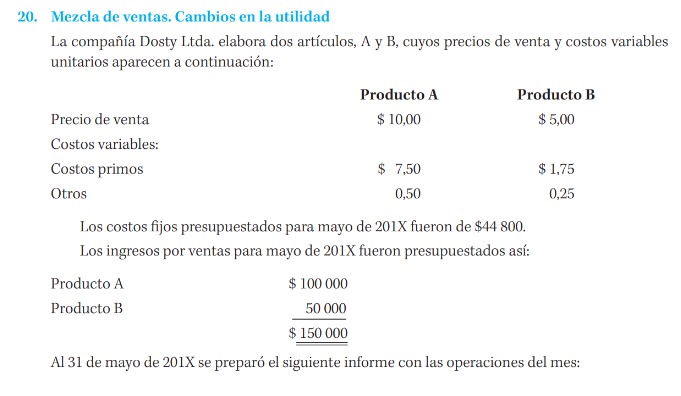 20. Mezcla de ventas. Cambios en la utilidad
La compañía Dosty Ltda. elabora dos artículos, A y B, cuyos precios de venta y costos variables
unitarios aparecen a continuación:
Producto A Producto B
Precio de venta $ 10,00 $ 5,00
Costos variables:
Costos primos $ 7,50 $ 1,75
Otros 0,50 0,25
Los costos fijos presupuestados para mayo de 201X fueron de $44 800.
Los ingresos por ventas para mayo de 201X fueron presupuestados así:
Producto A $ 100 000
Producto B 50 000
$ 150 000
Al 31 de mayo de 201X se preparó el siguiente informe con las operaciones del mes: